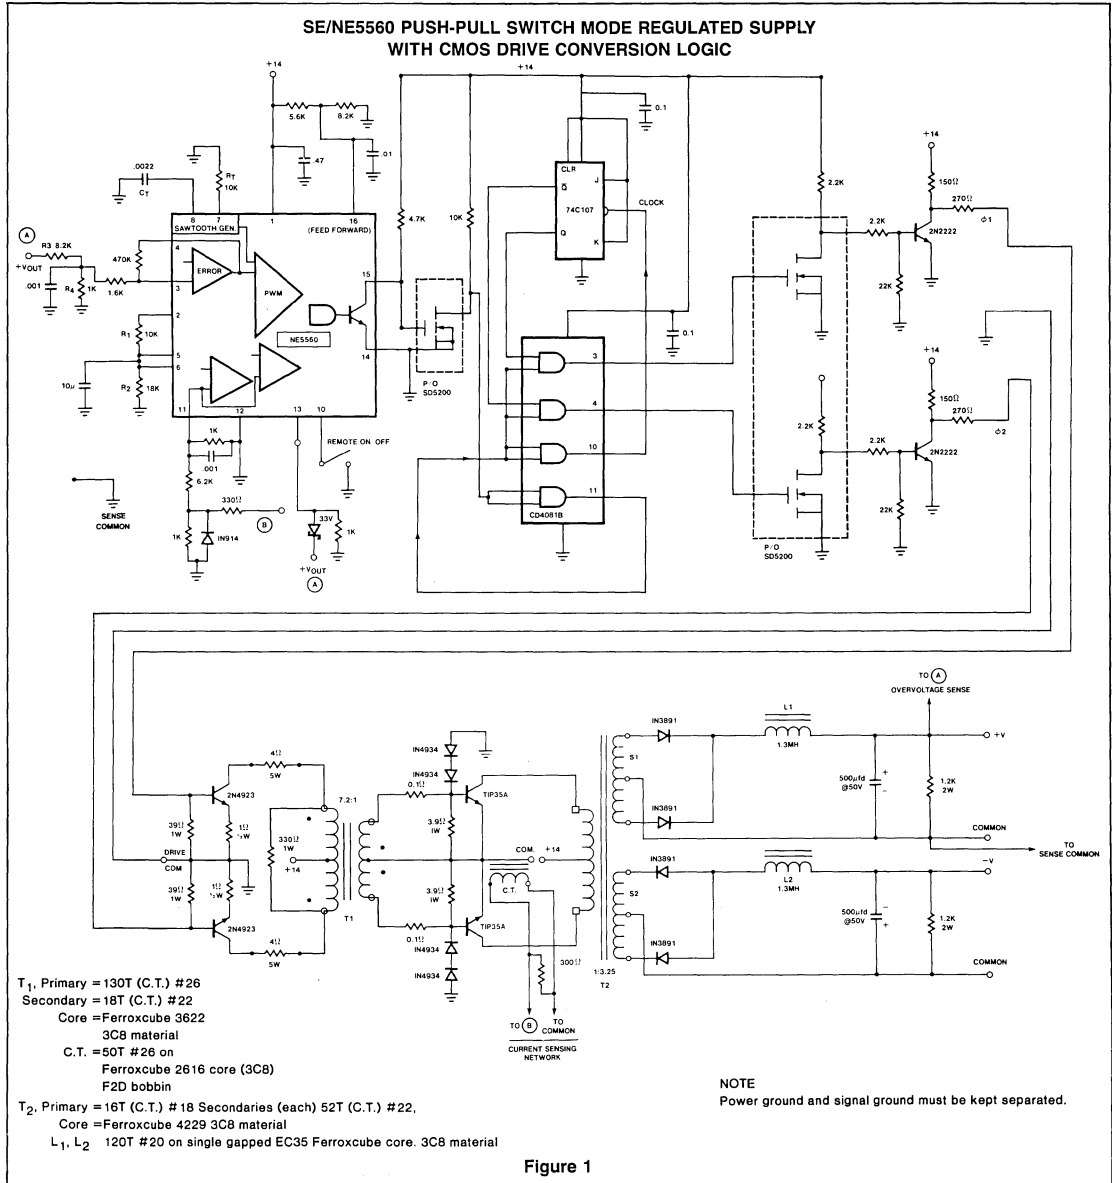 SE/NE5560 PUSH-PULL SWITCH MODE REGULATED SUPPLY
WITH CMOS DRIVE CONVERSION LOGIC
+14
+14
5.6K
8.2K
.47
.01
.0022
CT
RT
10K
8
7
1
16
SAWTOOTH GEN.
(FEED FORWARD)
A
R3 8.2K
+VOUT
.001
R4
1K
1.6K
470K
4
3
ERROR
PWM
NE5560
15
14
2
R1
10K
5
6
10μ
R2
18K
11
12
13
10
1K
.001
6.2K
330Ω
B
1K
IN914
REMOTE ON OFF
33V
1K
+VOUT
A
SENSE
COMMON
4.7K
10K
P/O
SD5200
0.1
CLR
Q
J
74C107
CLOCK
Q
K
0.1
3
4
10
11
CD4081B
2.2K
2.2K
P/O
SD5200
+14
150Ω
270Ω
ϕ1
2.2K
2N2222
22K
+14
150Ω
270Ω
ϕ2
2.2K
2N2222
22K
TO A
OVERVOLTAGE SENSE
4Ω
5W
2N4923
39Ω
1W
1Ω
½W
DRIVE
COM
39Ω
1W
1Ω
½W
2N4923
4Ω
5W
330Ω
1W
+14
7.2:1
T1
IN4934
IN4934
0.1Ω
TIP35A
3.9Ω
IW
3.9Ω
IW
COM.
+14
C.T.
0.1Ω
TIP35A
IN4934
IN4934
300Ω
TO B
TO
COMMON
CURRENT SENSING
NETWORK
1:3.25
T2
S1
S2
IN3891
IN3891
L1
1.3MH
500μfd
@50V
+
−
1.2K
2W
+V
COMMON
TO
SENSE COMMON
IN3891
IN3891
L2
1.3MH
500μfd
@50V
−
+
1.2K
2W
−V
COMMON
T1, Primary = 130T (C.T.) #26
Secondary = 18T (C.T.) #22
Core = Ferroxcube 3622
3C8 material
C.T. = 50T #26 on
Ferroxcube 2616 core (3C8)
F2D bobbin
T2, Primary = 16T (C.T.) #18 Secondaries (each) 52T (C.T.) #22,
Core = Ferroxcube 4229 3C8 material
L1, L2 120T #20 on single gapped EC35 Ferroxcube core. 3C8 material
NOTE
Power ground and signal ground must be kept separated.
Figure 1